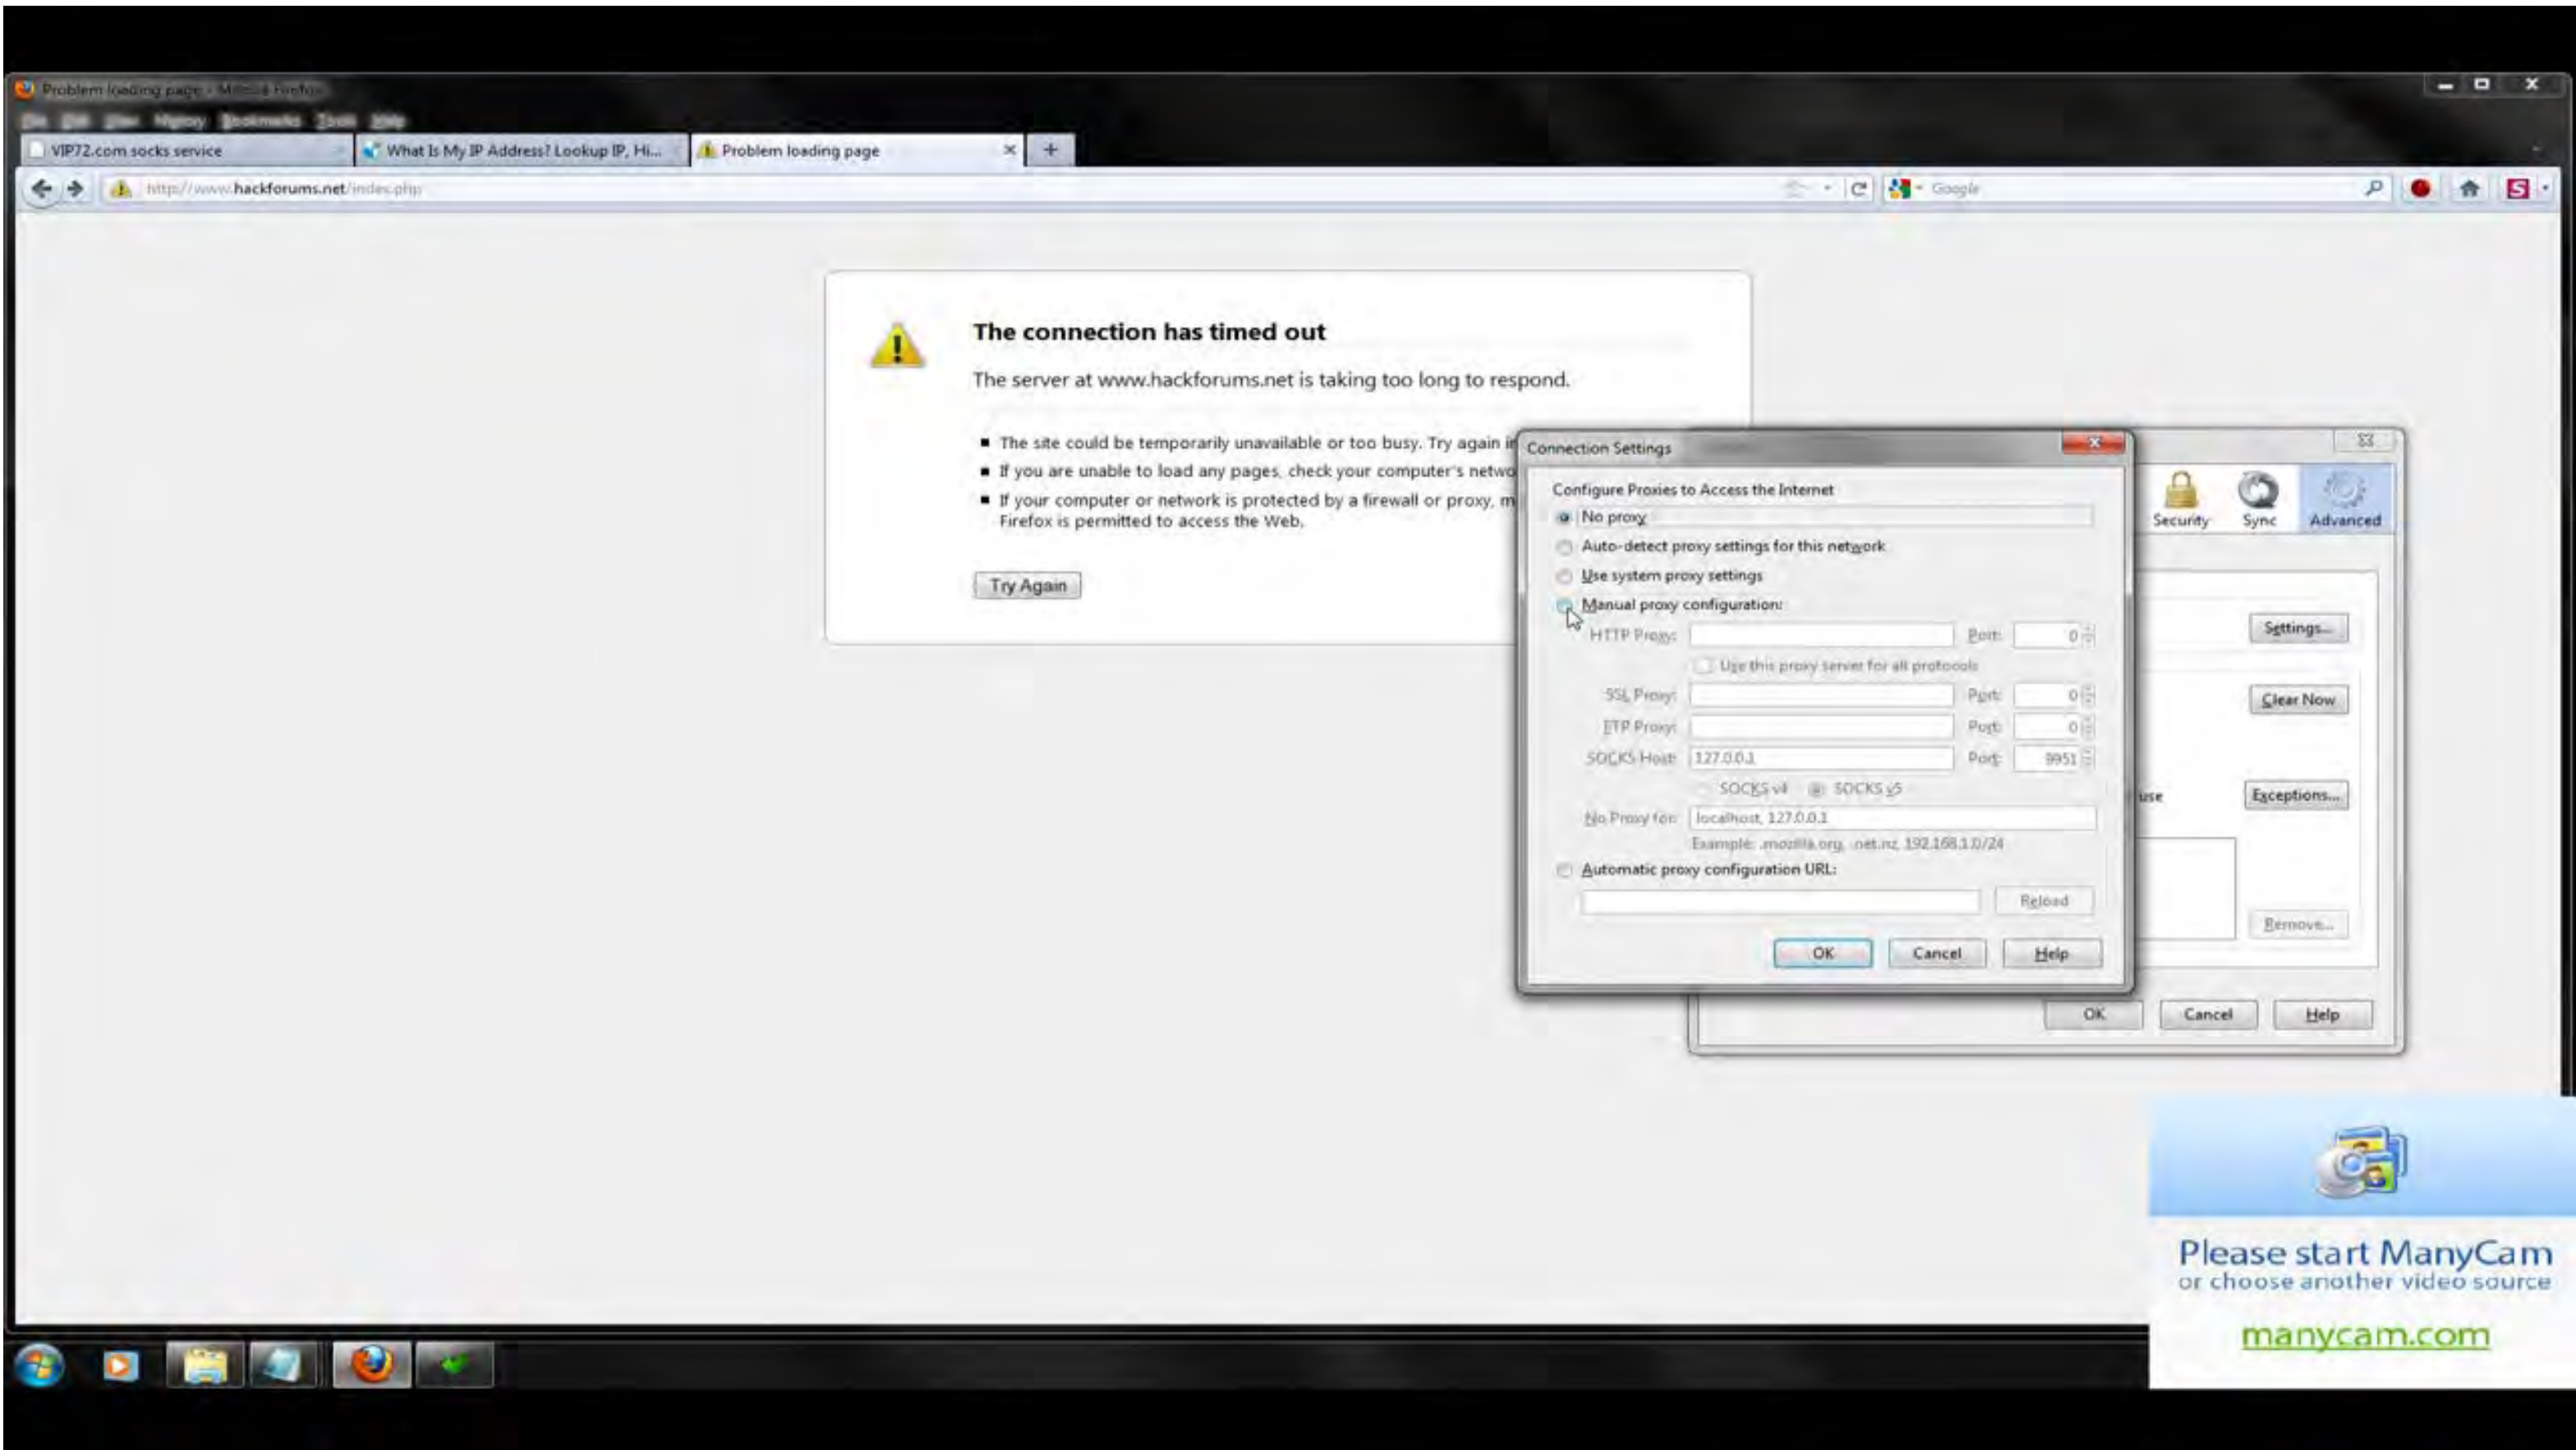 Problem loading page - Mozilla Firefox
History Bookmarks Tools Help
VIP72.com socks service
What Is My IP Address? Lookup IP, Hi...
Problem loading page
http://www.hackforums.net/index.php
Google
The connection has timed out
The server at www.hackforums.net is taking too long to respond.
The site could be temporarily unavailable or too busy. Try again i
If you are unable to load any pages, check your computer's netwo
If your computer or network is protected by a firewall or proxy, m
Firefox is permitted to access the Web.
Try Again
Connection Settings
Configure Proxies to Access the Internet
No proxy
Auto-detect proxy settings for this network
Use system proxy settings
Manual proxy configuration:
HTTP Proxy: Port: 0
Use this proxy server for all protocols
SSL Proxy: Port: 0
FTP Proxy: Port: 0
SOCKS Host: 127.0.0.1 Port: 9951
SOCKS v4 SOCKS v5
No Proxy for: localhost, 127.0.0.1
Example: .mozilla.org, .net.nz, 192.168.1.0/24
Automatic proxy configuration URL:
Reload
OK Cancel Help
Security Sync Advanced
Settings...
Clear Now
use
Exceptions...
Remove...
OK Cancel Help
Please start ManyCam
or choose another video source
manycam.com